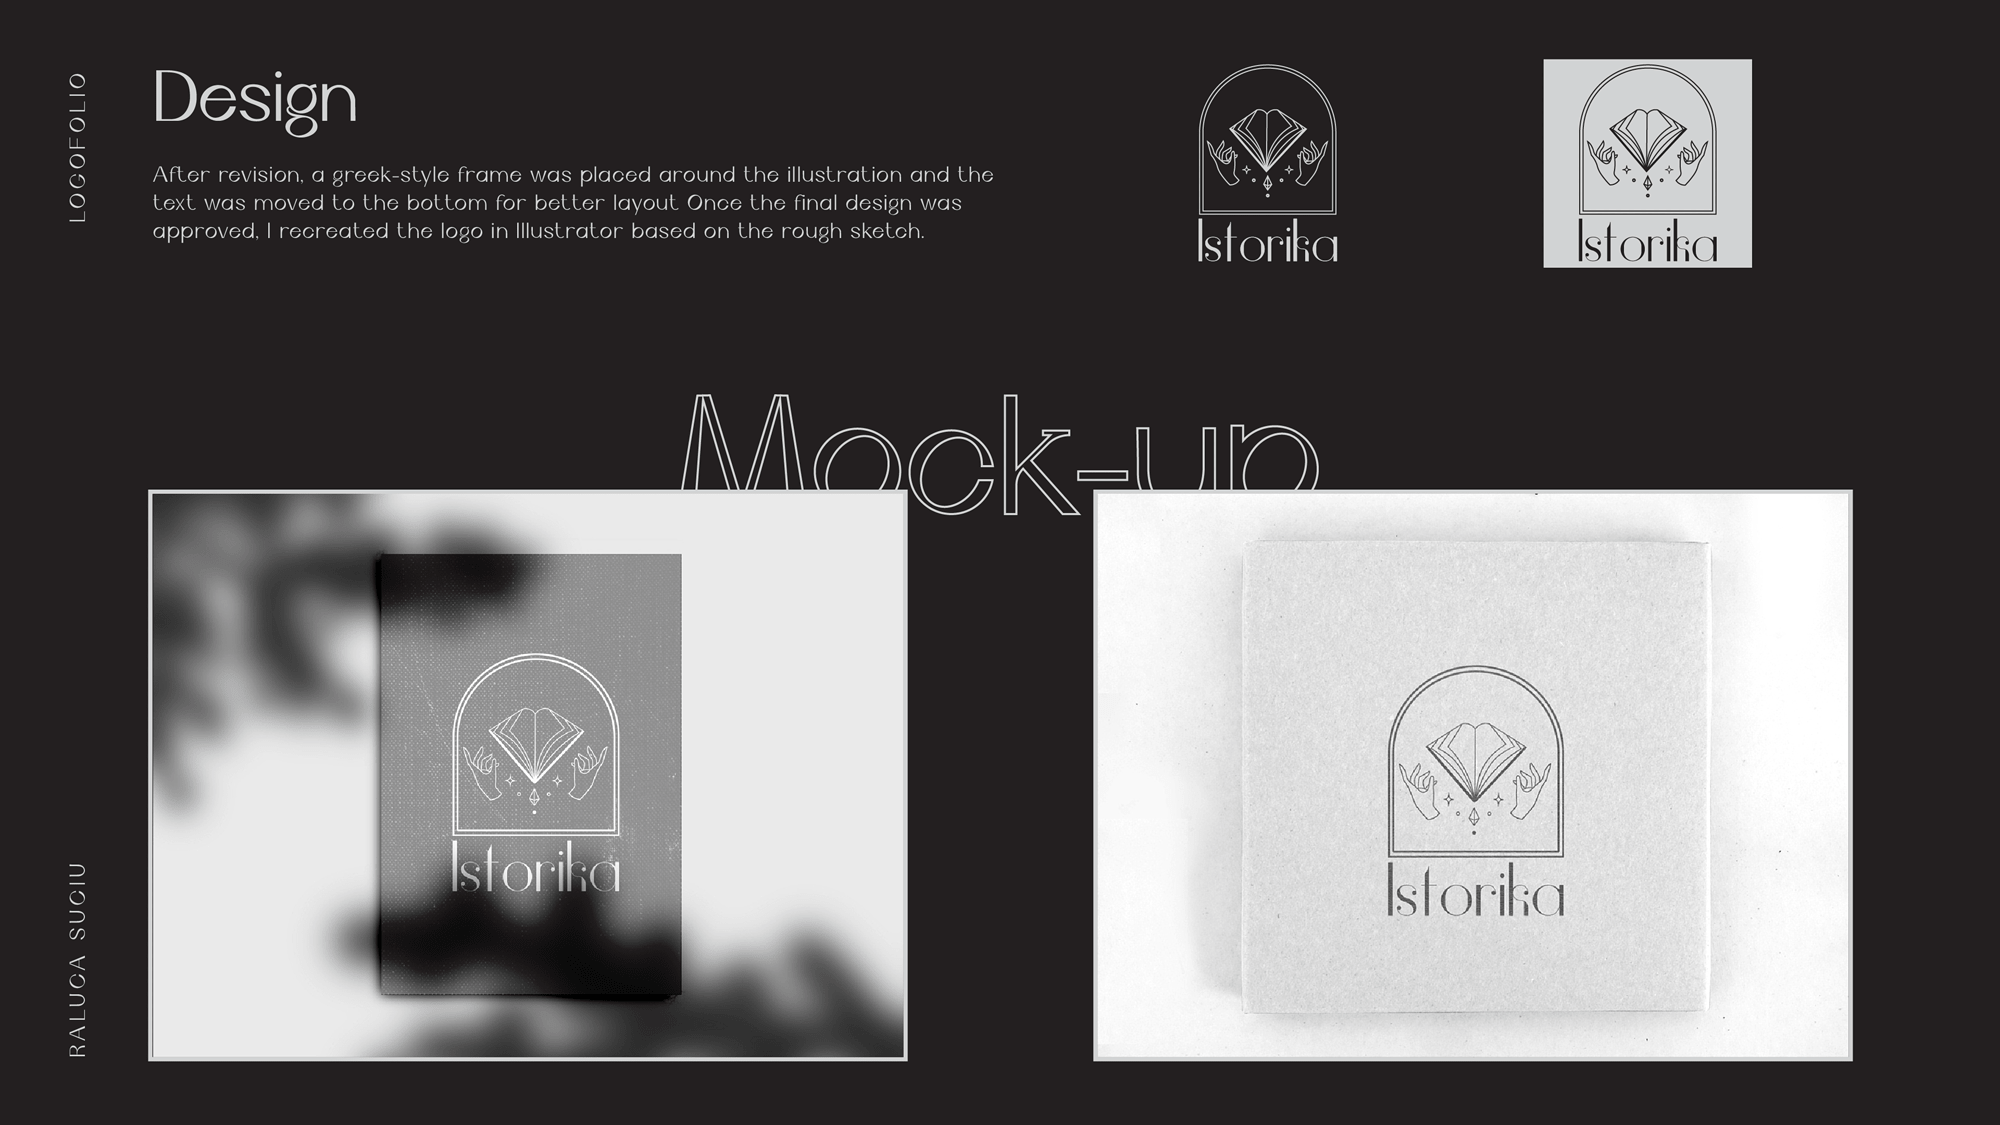 LOGOFOLIO
Design
After revision, a greek-style frame was placed around the illustration and the
text was moved to the bottom for better layout Once the final design was
approved, I recreated the logo in Illustrator based on the rough sketch.
Istorika
Istorika
Mock-up
Istorika
Istorika
RALUCA SUCIU